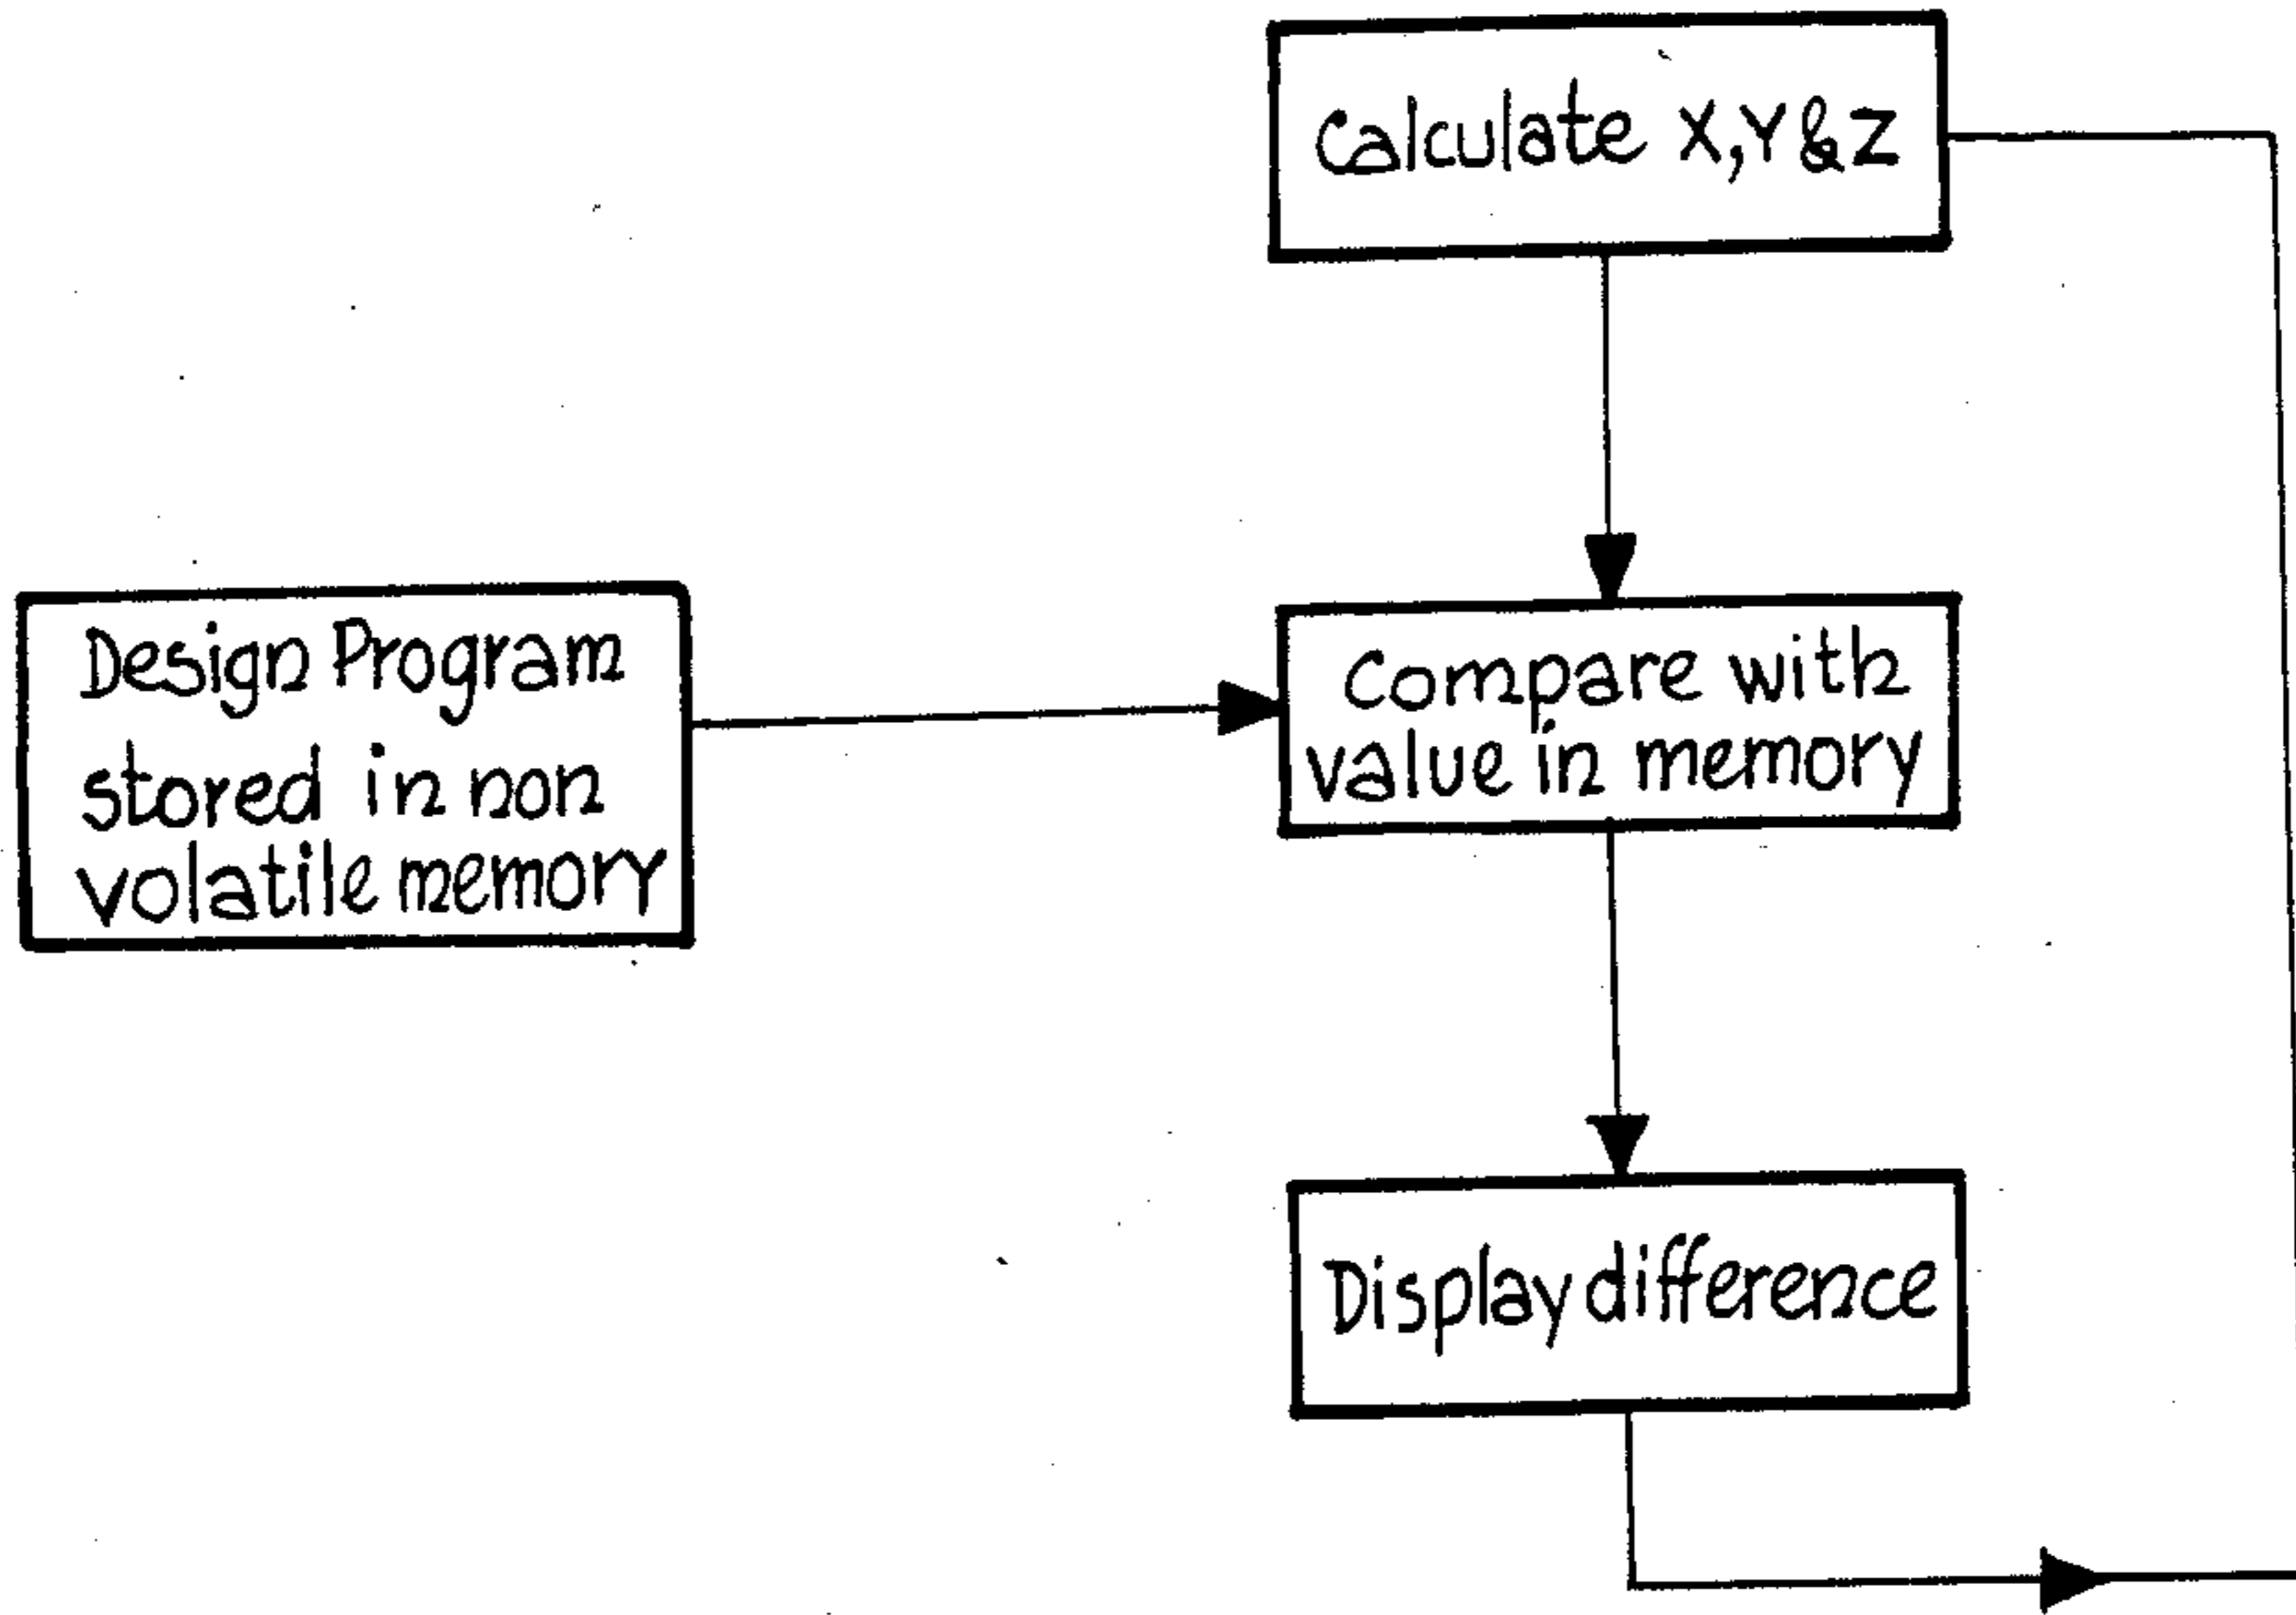 Calculate X,Y & Z
Design Program
stored in non
volatile memory
Compare with
value in memory
Display difference